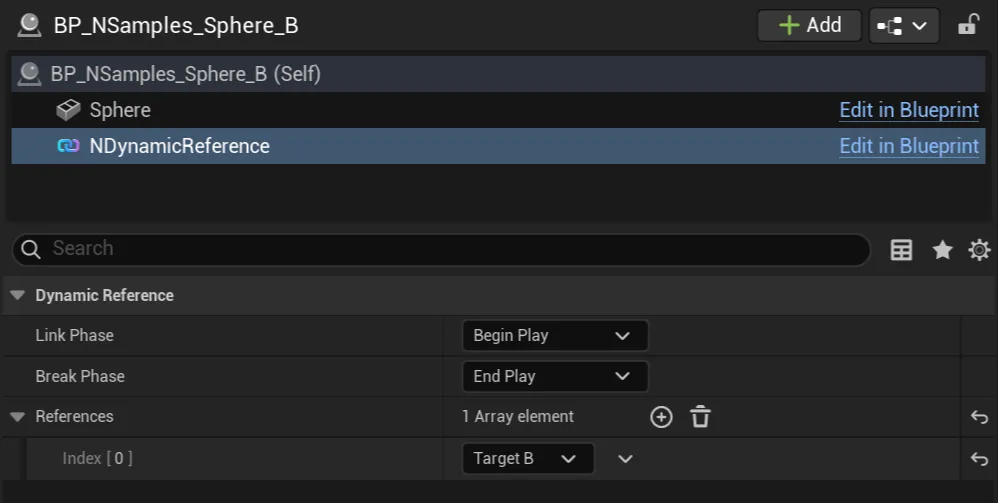 BP_NSamples_Sphere_B
Add
BP_NSamples_Sphere_B (Self)
Sphere Edit in Blueprint
NDynamicReference Edit in Blueprint
Search
Dynamic Reference
Link Phase Begin Play
Break Phase End Play
References 1 Array element
Index [ 0 ] Target B